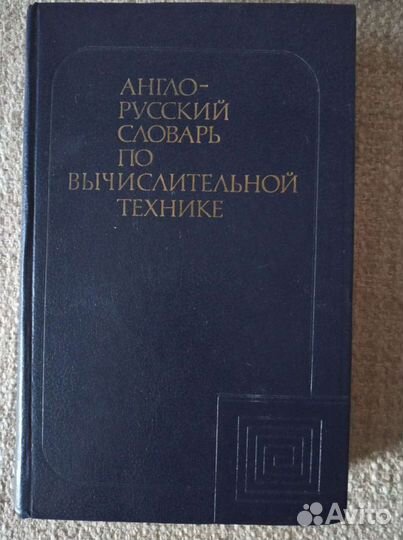 АНГЛО-
РУССКИЙ
СЛОВАРЬ
ПО
ВЫЧИСЛИТЕЛЬНОЙ
ТЕХНИКЕ
Avito